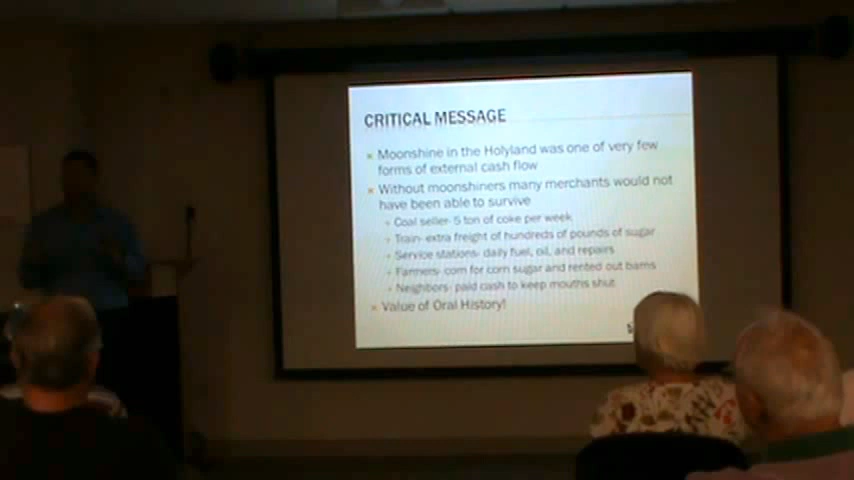 CRITICAL MESSAGE
Moonshine in the Holyland was one of very few
forms of external cash flow
Without moonshiners many merchants would not
have been able to survive
Coal seller- 5 ton of coke per week
Train- extra freight of hundreds of pounds of sugar
Service stations- daily fuel, oil, and repairs
Farmers- corn for corn sugar and rented out barns
Neighbors- paid cash to keep mouths shut
Value of Oral History!